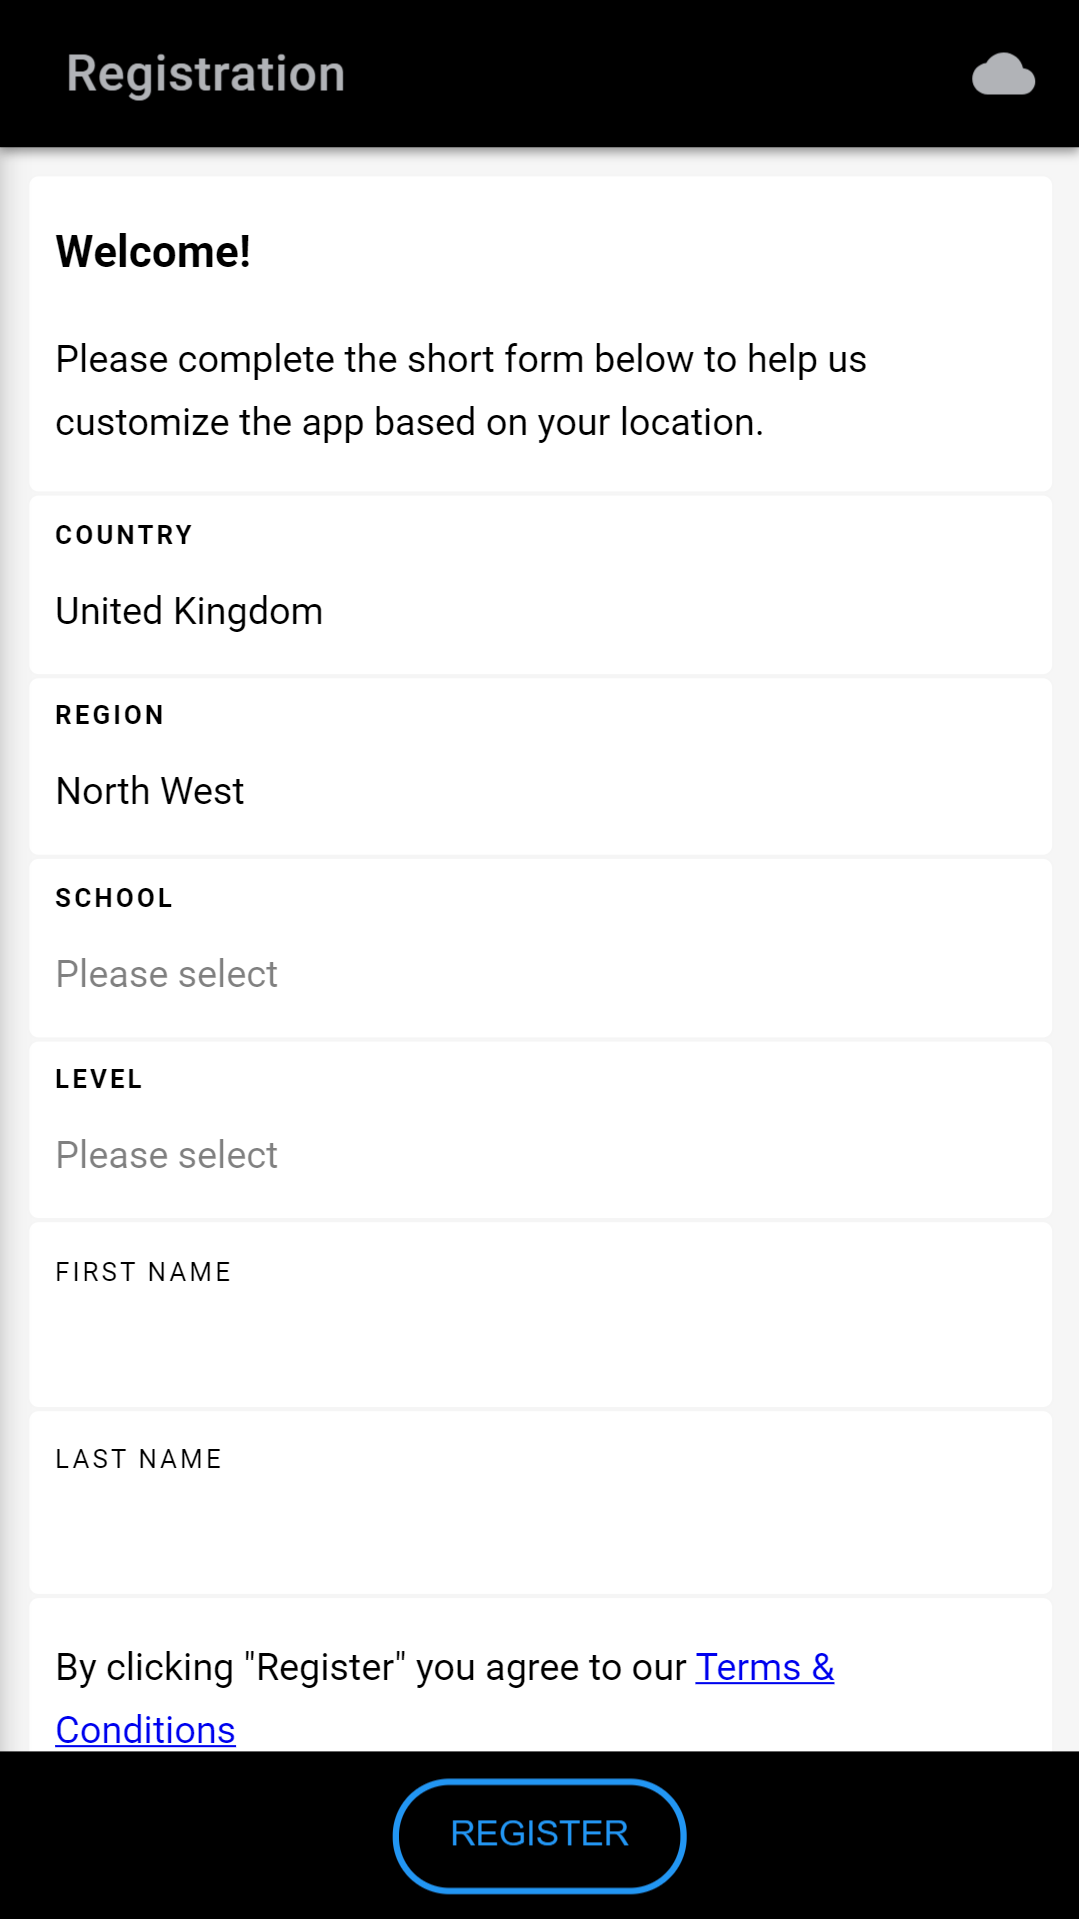 Registration
Welcome!
Please complete the short form below to help us
customize the app based on your location.
COUNTRY
United Kingdom
REGION
North West
SCHOOL
Please select
LEVEL
Please select
FIRST NAME
LAST NAME
By clicking "Register" you agree to our Terms &
Conditions
REGISTER